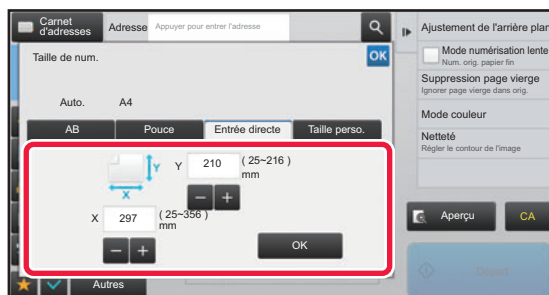 Carnet
d'adresses
Adresse
Appuyer pour entrer l'adresse
Taille de num.
OK
Auto.
A4
AB
Pouce
Entrée directe
Taille perso.
Y
Y
210
( 25~216 )
mm
X
X
297
( 25~356 )
mm
OK
Autres
Ajustement de l'arrière plan
Mode numérisation lente
Num. orig. papier fin
Suppression page vierge
Ignorer page vierge dans orig.
Mode couleur
Netteté
Régler le contour de l'image
Aperçu
CA
Départ